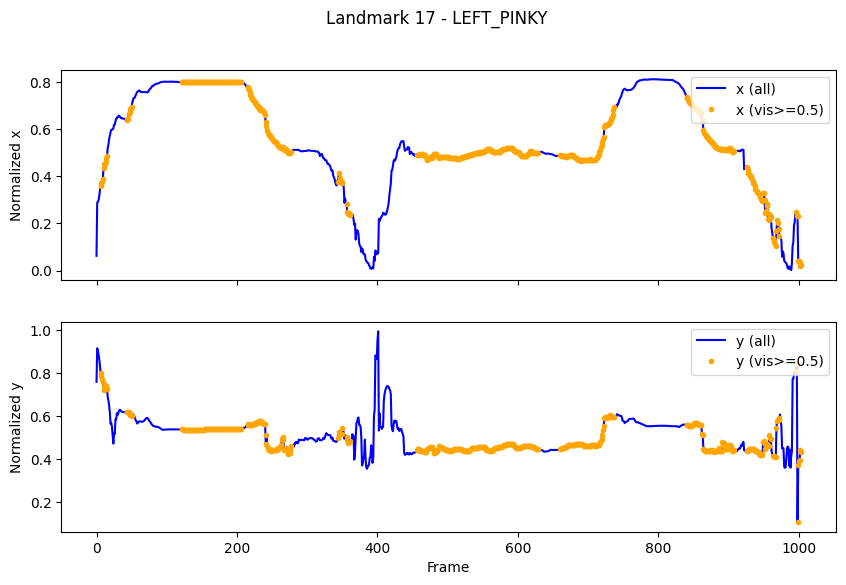 Landmark 17 - LEFT_PINKY
Normalized x
0.8
0.6
0.4
0.2
0.0
x (all)
x (vis>=0.5)
Normalized y
1.0
0.8
0.6
0.4
0.2
y (all)
y (vis>=0.5)
0 200 400 600 800 1000
Frame